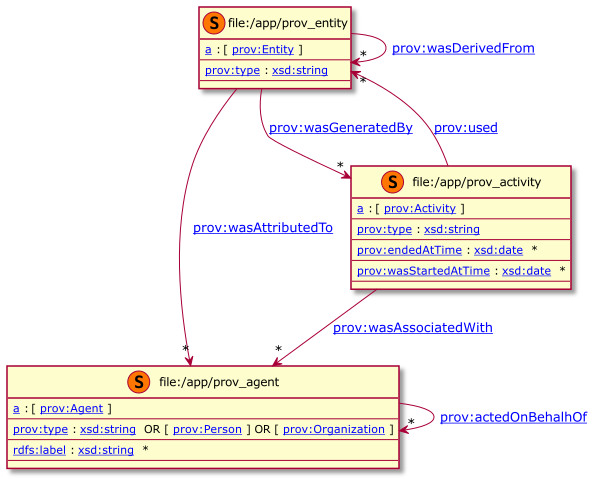 S file:/app/prov_entity
a : [ prov:Entity ]
prov:type : xsd:string
* prov:wasDerivedFrom
*
prov:wasGeneratedBy
prov:used
*
S file:/app/prov_activity
a : [ prov:Activity ]
prov:type : xsd:string
prov:endedAtTime : xsd:date *
prov:wasStartedAtTime : xsd:date *
prov:wasAttributedTo
prov:wasAssociatedWith
* *
S file:/app/prov_agent
a : [ prov:Agent ]
prov:type : xsd:string OR [ prov:Person ] OR [ prov:Organization ]
rdfs:label : xsd:string *
* prov:actedOnBehalhOf